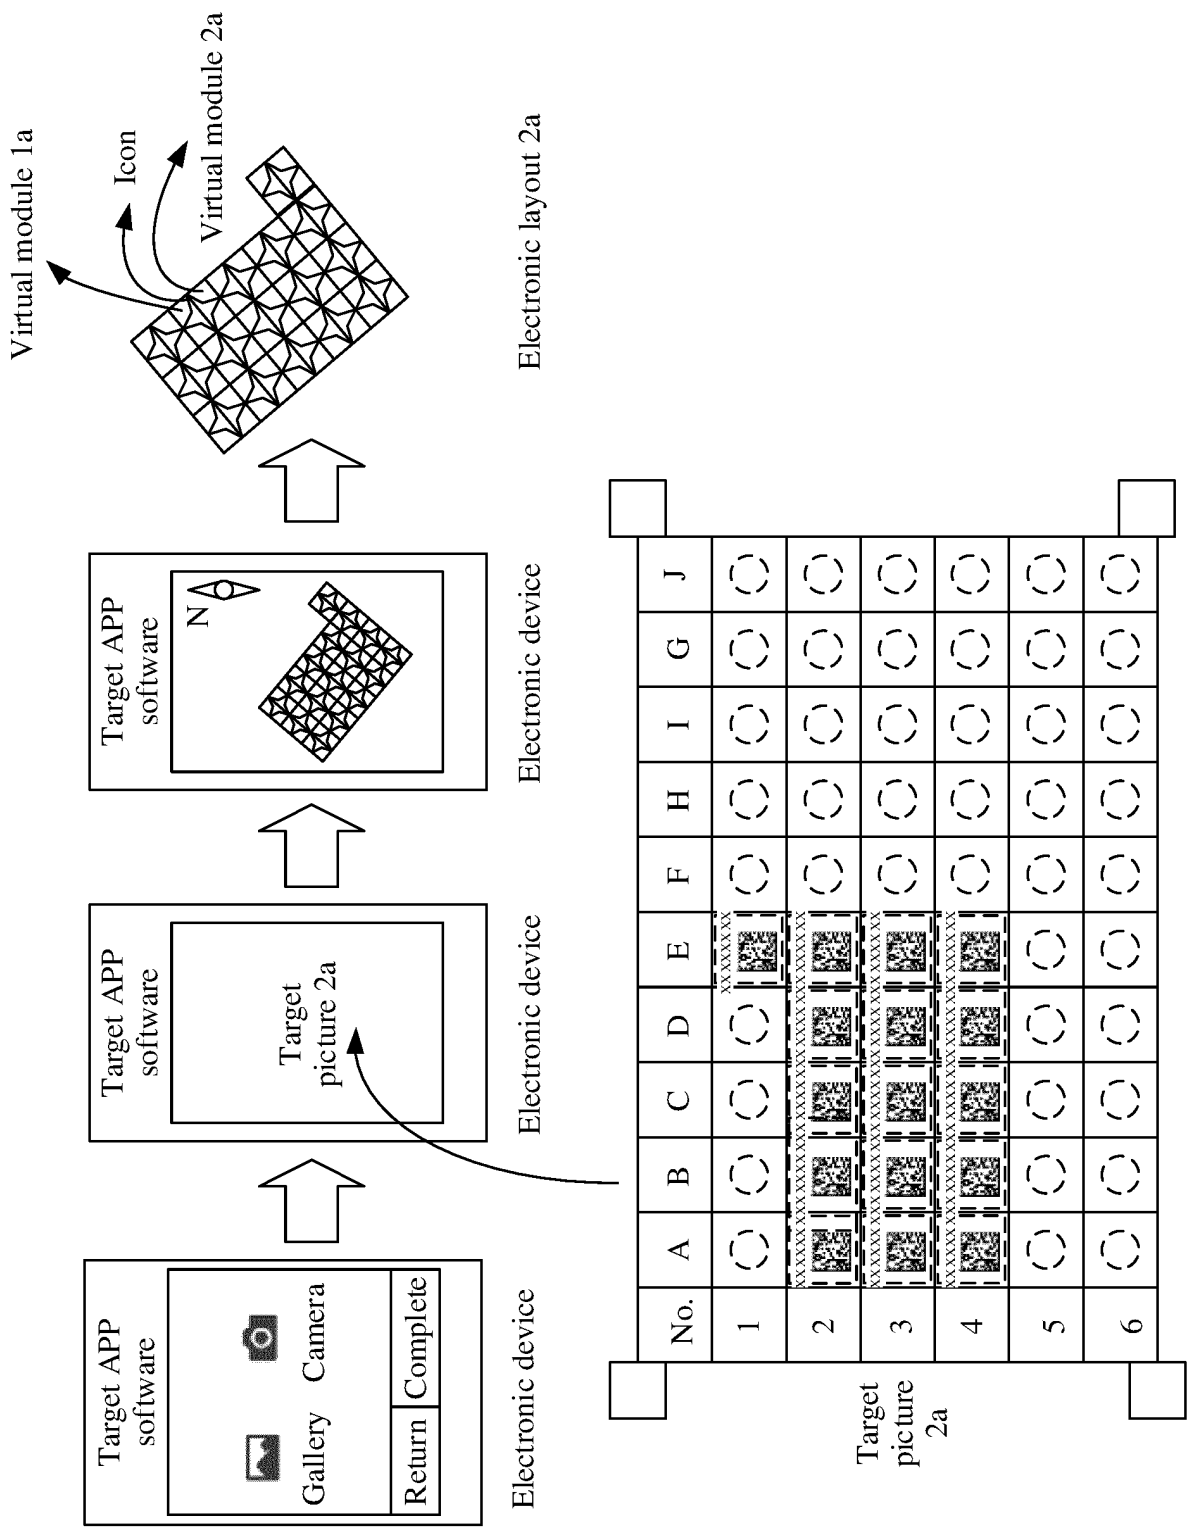 Target APP
software
Gallery
Camera
Return
Complete
Electronic device
Target APP
software
Target
picture 2a
Electronic device
Target APP
software
N
Electronic device
Virtual module 1a
Icon
Virtual module 2a
Electronic layout 2a
Target
picture
2a
No. A B C D E F H I G J
1
2
3
4
5
6